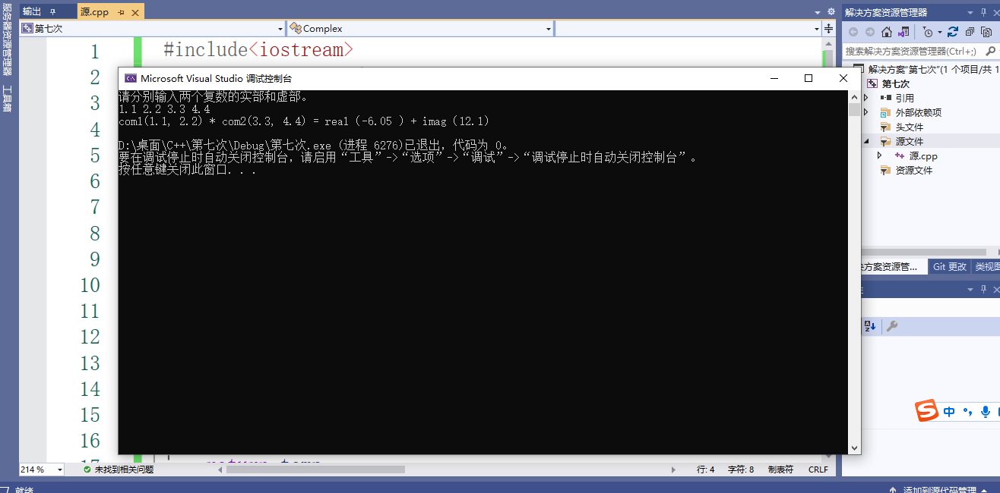 服务器资源管理器
工具箱
输出
源.cpp
第七次
Complex
1
#include<iostream>
2
3
4
5
6
7
8
9
10
11
12
13
14
15
16
Microsoft Visual Studio 调试控制台
请分别输入两个复数的实部和虚部。
1.1 2.2 3.3 4.4
com1(1.1, 2.2) * com2(3.3, 4.4) = real (-6.05 ) + imag (12.1)
D:\桌面\C++\第七次\Debug\第七次.exe (进程 6276)已退出，代码为 0。
要在调试停止时自动关闭控制台，请启用“工具”->“选项”->“调试”->“调试停止时自动关闭控制台”。
按任意键关闭此窗口. . .
214 %
未找到相关问题
行: 4
字符: 8
制表符
CRLF
就绪
添加到源代码管理
解决方案资源管理器
搜索解决方案资源管理器(Ctrl+;)
解决方案"第七次"(1 个项目/共 1
第七次
引用
外部依赖项
头文件
源文件
源.cpp
资源文件
方案资源管...
Git 更改
类视图
中